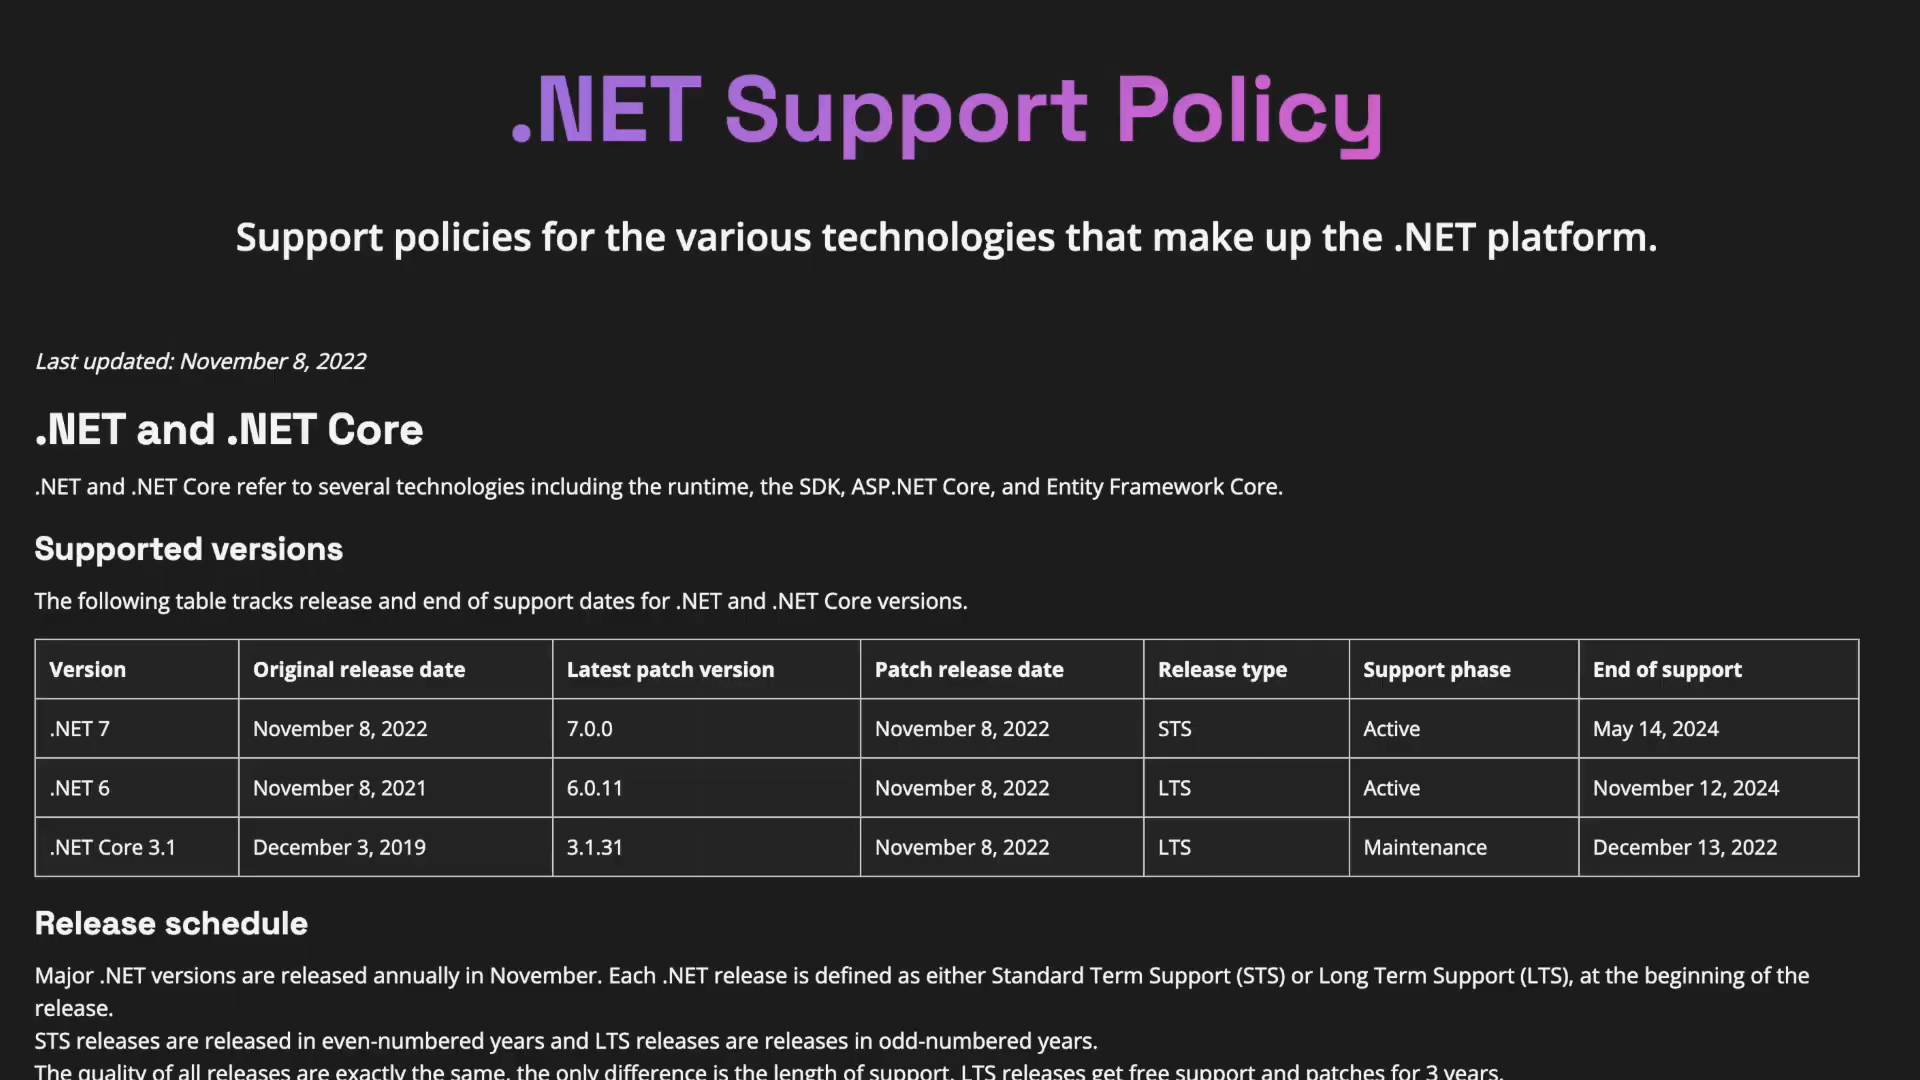 .NET Support Policy
Support policies for the various technologies that make up the .NET platform.
Last updated: November 8, 2022
.NET and .NET Core
.NET and .NET Core refer to several technologies including the runtime, the SDK, ASP.NET Core, and Entity Framework Core.
Supported versions
The following table tracks release and end of support dates for .NET and .NET Core versions.
Version Original release date Latest patch version Patch release date Release type Support phase End of support
.NET 7 November 8, 2022 7.0.0 November 8, 2022 STS Active May 14, 2024
.NET 6 November 8, 2021 6.0.11 November 8, 2022 LTS Active November 12, 2024
.NET Core 3.1 December 3, 2019 3.1.31 November 8, 2022 LTS Maintenance December 13, 2022
Release schedule
Major .NET versions are released annually in November. Each .NET release is defined as either Standard Term Support (STS) or Long Term Support (LTS), at the beginning of the
release.
STS releases are released in even-numbered years and LTS releases are releases in odd-numbered years.
The quality of all releases are exactly the same, the only difference is the length of support. LTS releases get free support and patches for 3 years.